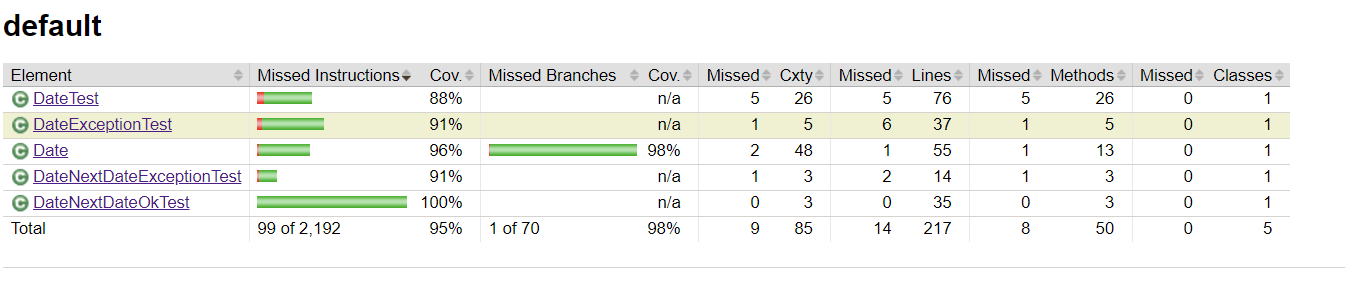 default
Element Missed Instructions Cov. Missed Branches Cov. Missed Cxty Missed Lines Missed Methods Missed Classes
C DateTest 88% n/a 5 26 5 76 5 26 0 1
C DateExceptionTest 91% n/a 1 5 6 37 1 5 0 1
C Date 96% 98% 2 48 1 55 2 13 0 1
C DateNextDateExceptionTest 91% n/a 1 3 2 14 1 3 0 1
C DateNextDateOkTest 100% n/a 0 3 0 35 0 3 0 1
Total 99 of 2,192 95% 1 of 70 98% 9 85 14 217 8 50 0 5